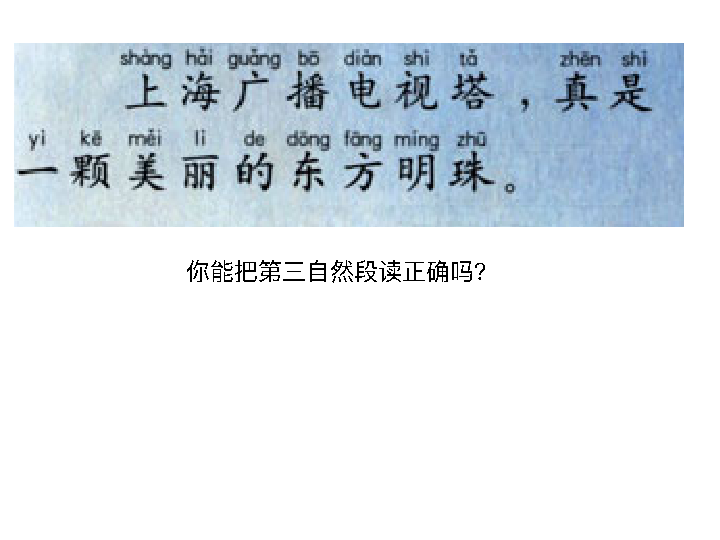 shàng hǎi guǎng bō diàn shì tǎ zhēn shì
上海广播电视塔，真是
yì kē měi lì de dōng fāng míng zhū
一颗美丽的东方明珠。
你能把第三自然段读正确吗?